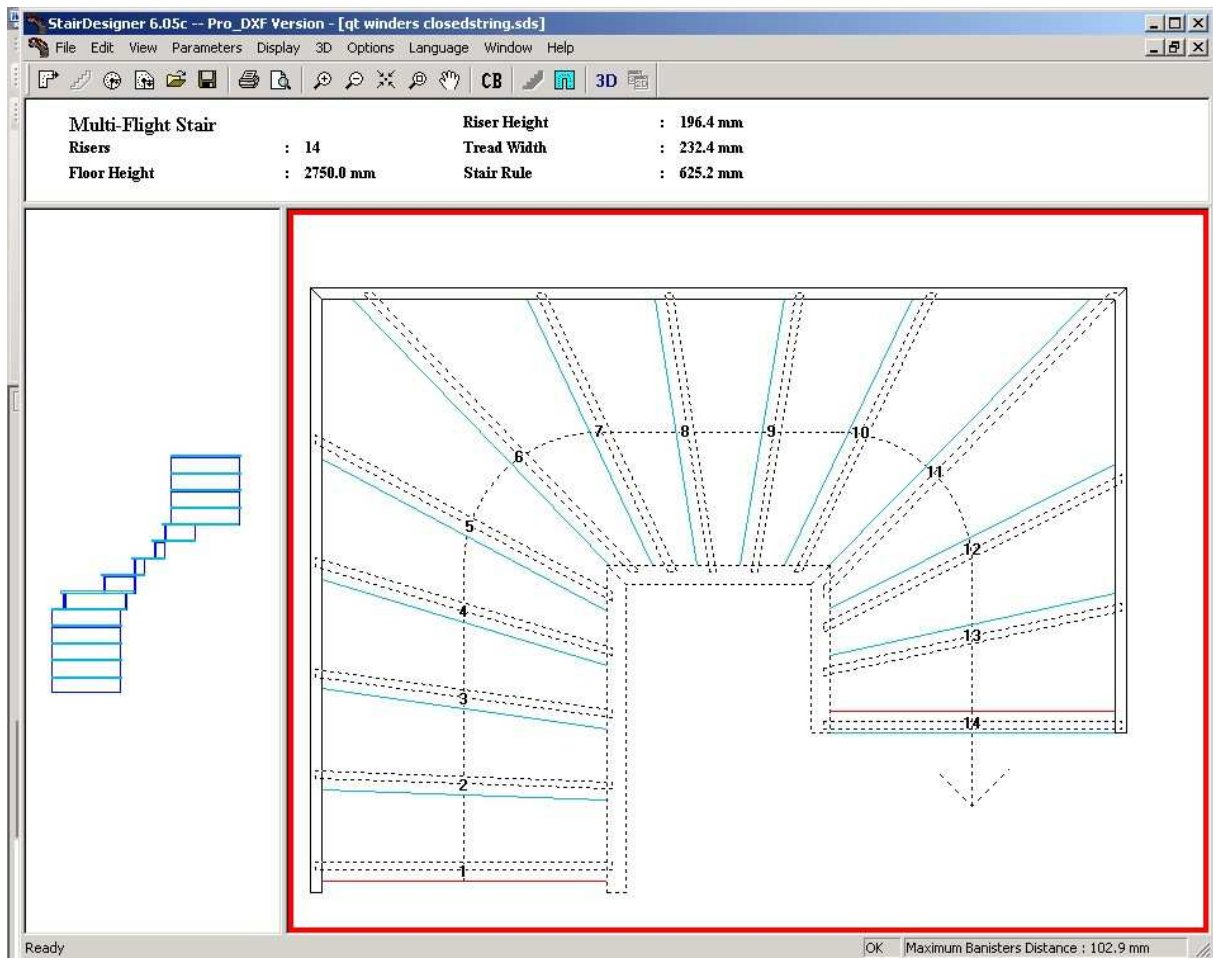 StairDesigner 6.05c -- Pro_DXF Version - [qt winders closedstring.sds]
File Edit View Parameters Display 3D Options Language Window Help
CB 3D
Multi-Flight Stair
Risers : 14
Floor Height : 2750.0 mm
Riser Height : 196.4 mm
Tread Width : 232.4 mm
Stair Rule : 625.2 mm
1
2
3
4
5
6
7
8
9
10
11
12
13
14
Ready
OK
Maximum Banisters Distance : 102.9 mm